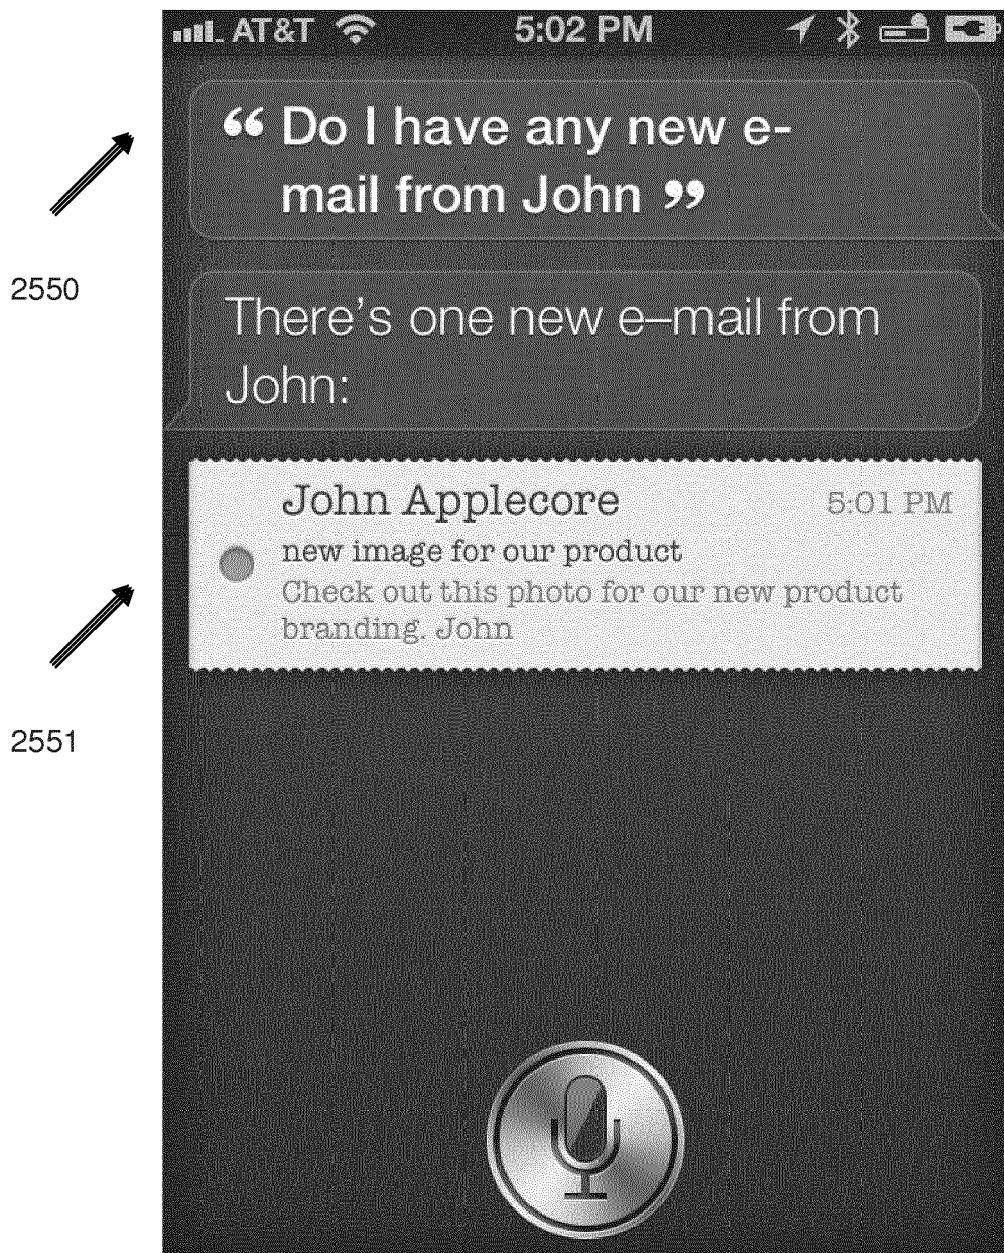 AT&T 5:02 PM
“ Do I have any new e-
mail from John ”
2550
There's one new e–mail from
John:
John Applecore 5:01 PM
new image for our product
Check out this photo for our new product
branding. John
2551